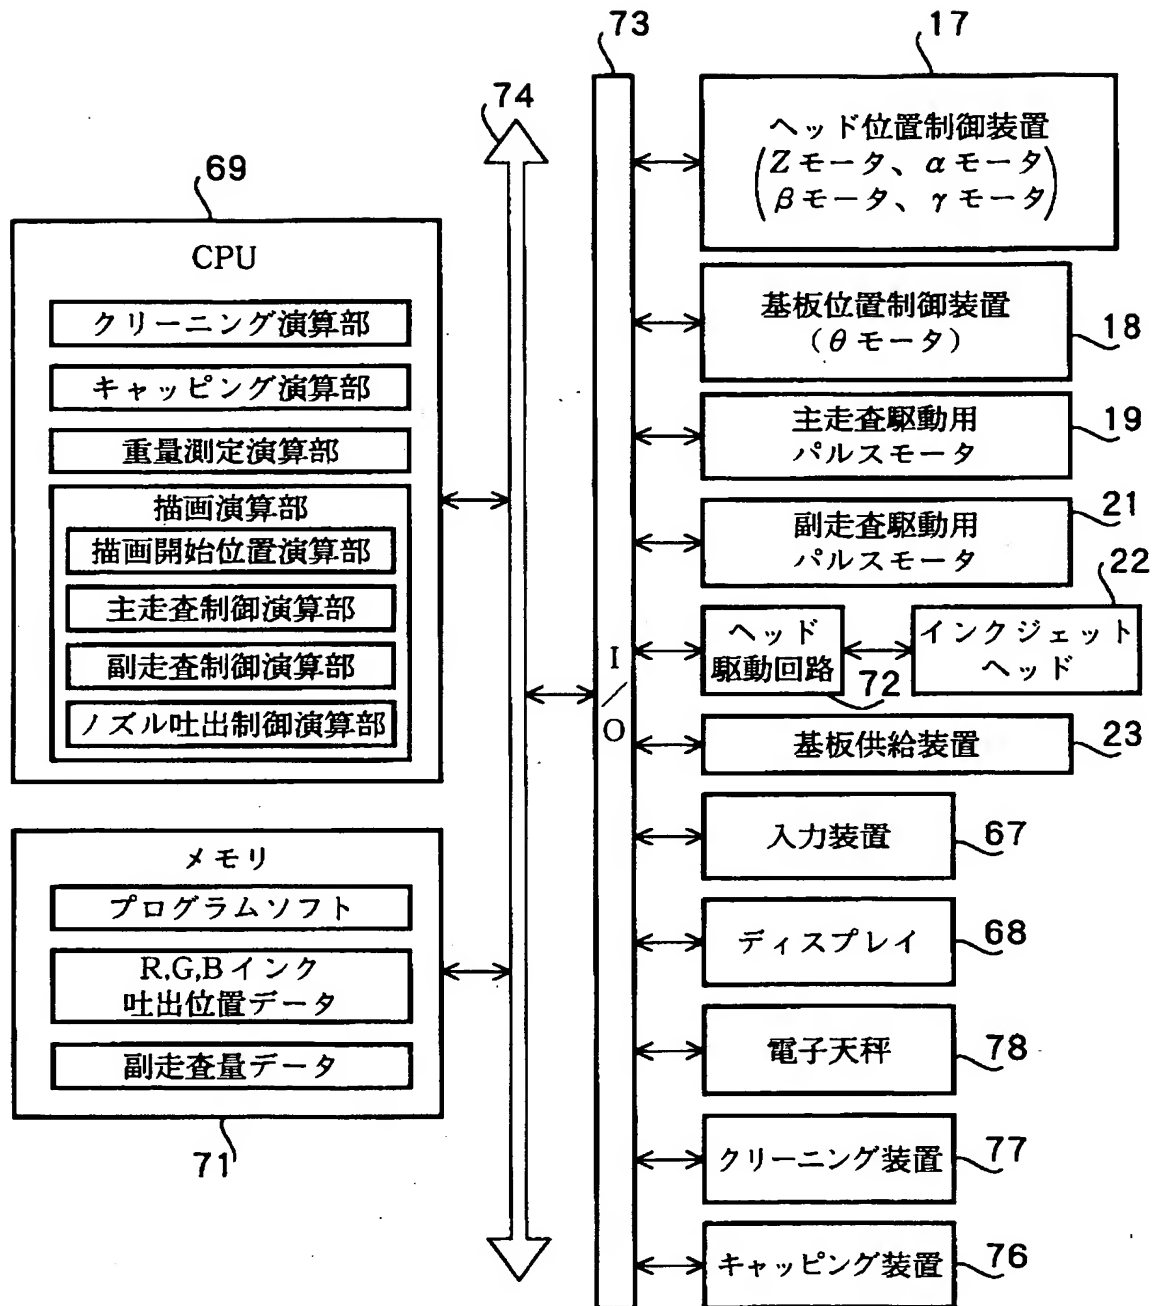 73
17
74
69
ヘッド位置制御装置
(Zモータ、αモータ
βモータ、γモータ)
CPU
クリーニング演算部
キャッピング演算部
重量測定演算部
描画演算部
描画開始位置演算部
主走査制御演算部
副走査制御演算部
ノズル吐出制御演算部
基板位置制御装置
(θモータ)
18
主走査駆動用
パルスモータ
19
副走査駆動用
パルスモータ
21
22
I/O
ヘッド
駆動回路
72
インクジェット
ヘッド
基板供給装置
23
メモリ
プログラムソフト
R,G,Bインク
吐出位置データ
副走査量データ
71
入力装置
67
ディスプレイ
68
電子天秤
78
クリーニング装置
77
キャッピング装置
76